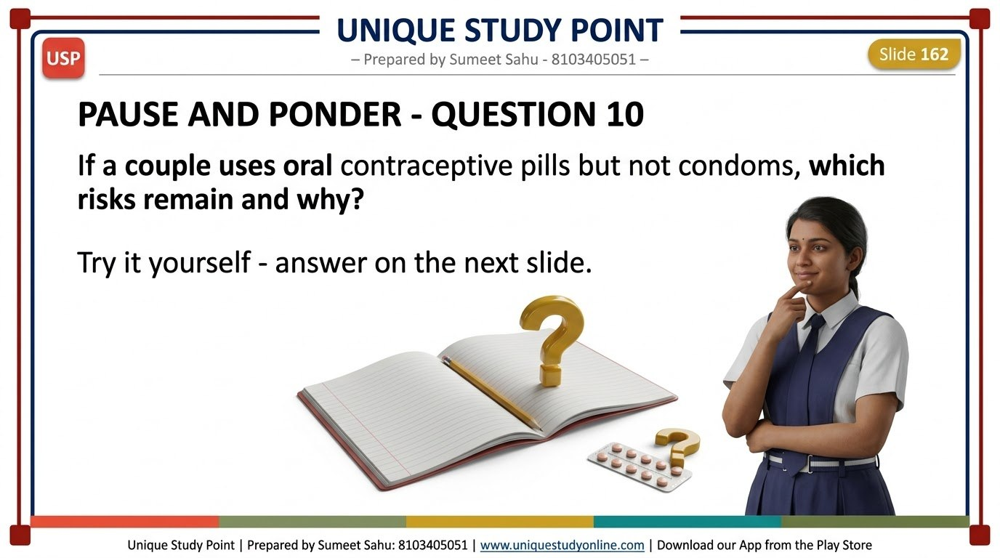 UNIQUE STUDY POINT
– Prepared by Sumeet Sahu - 8103405051 –
USP
Slide 162
PAUSE AND PONDER - QUESTION 10
If a couple uses oral contraceptive pills but not condoms, which
risks remain and why?
Try it yourself - answer on the next slide.
Unique Study Point | Prepared by Sumeet Sahu: 8103405051 | www.uniquestudyonline.com | Download our App from the Play Store